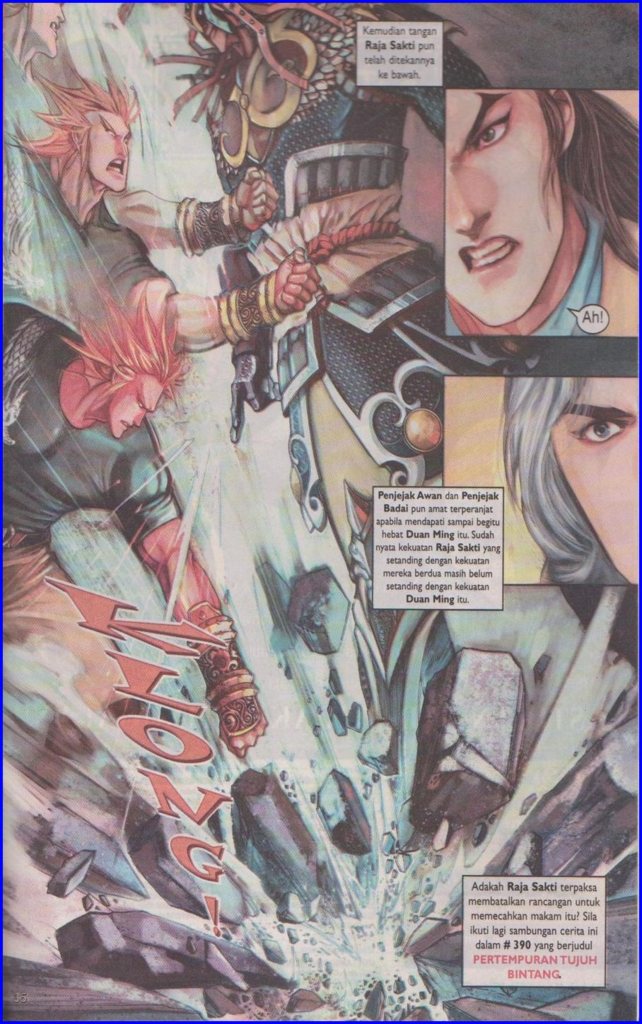 Kemudian tangan
Raja Sakti pun
telah ditekannya
ke bawah.
Ah!
Penjejak Awan dan Penjejak
Badai pun amat terperanjat
apabila mendapati sampai begitu
hebat Duan Ming itu. Sudah
nyata kekuatan Raja Sakti yang
setanding dengan kekuatan
mereka berdua masih belum
setanding dengan kekuatan
Duan Ming itu.
KLONG!
Adakah Raja Sakti terpaksa
membatalkan rancangan untuk
memecahkan makam itu? Sila
ikuti lagi sambungan cerita ini
dalam # 390 yang berjudul
PERTEMPURAN TUJUH
BINTANG.